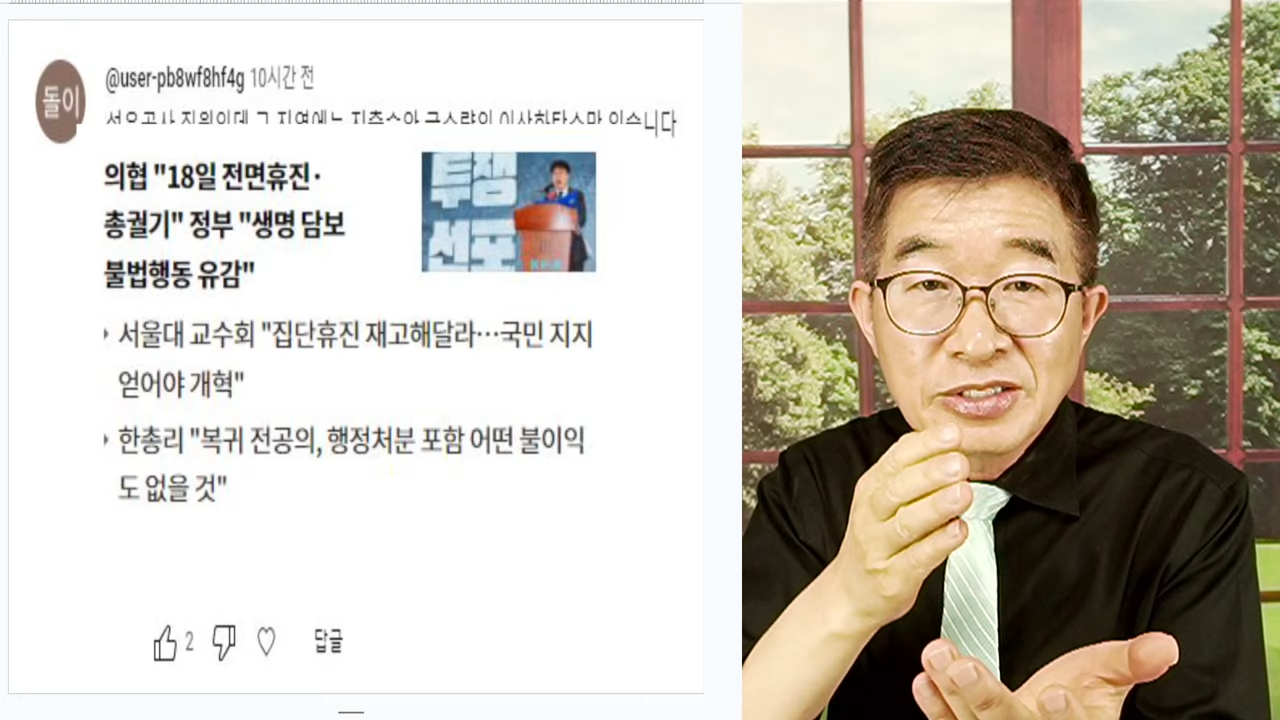 돌이
@user-pb8wf8hf4g 10시간 전
의협 "18일 전면휴진·
총궐기" 정부 "생명 담보
불법행동 유감"
투쟁
선포
서울대 교수회 "집단휴진 재고해달라…국민 지지
얻어야 개혁"
한총리 "복귀 전공의, 행정처분 포함 어떤 불이익
도 없을 것"
2 답글